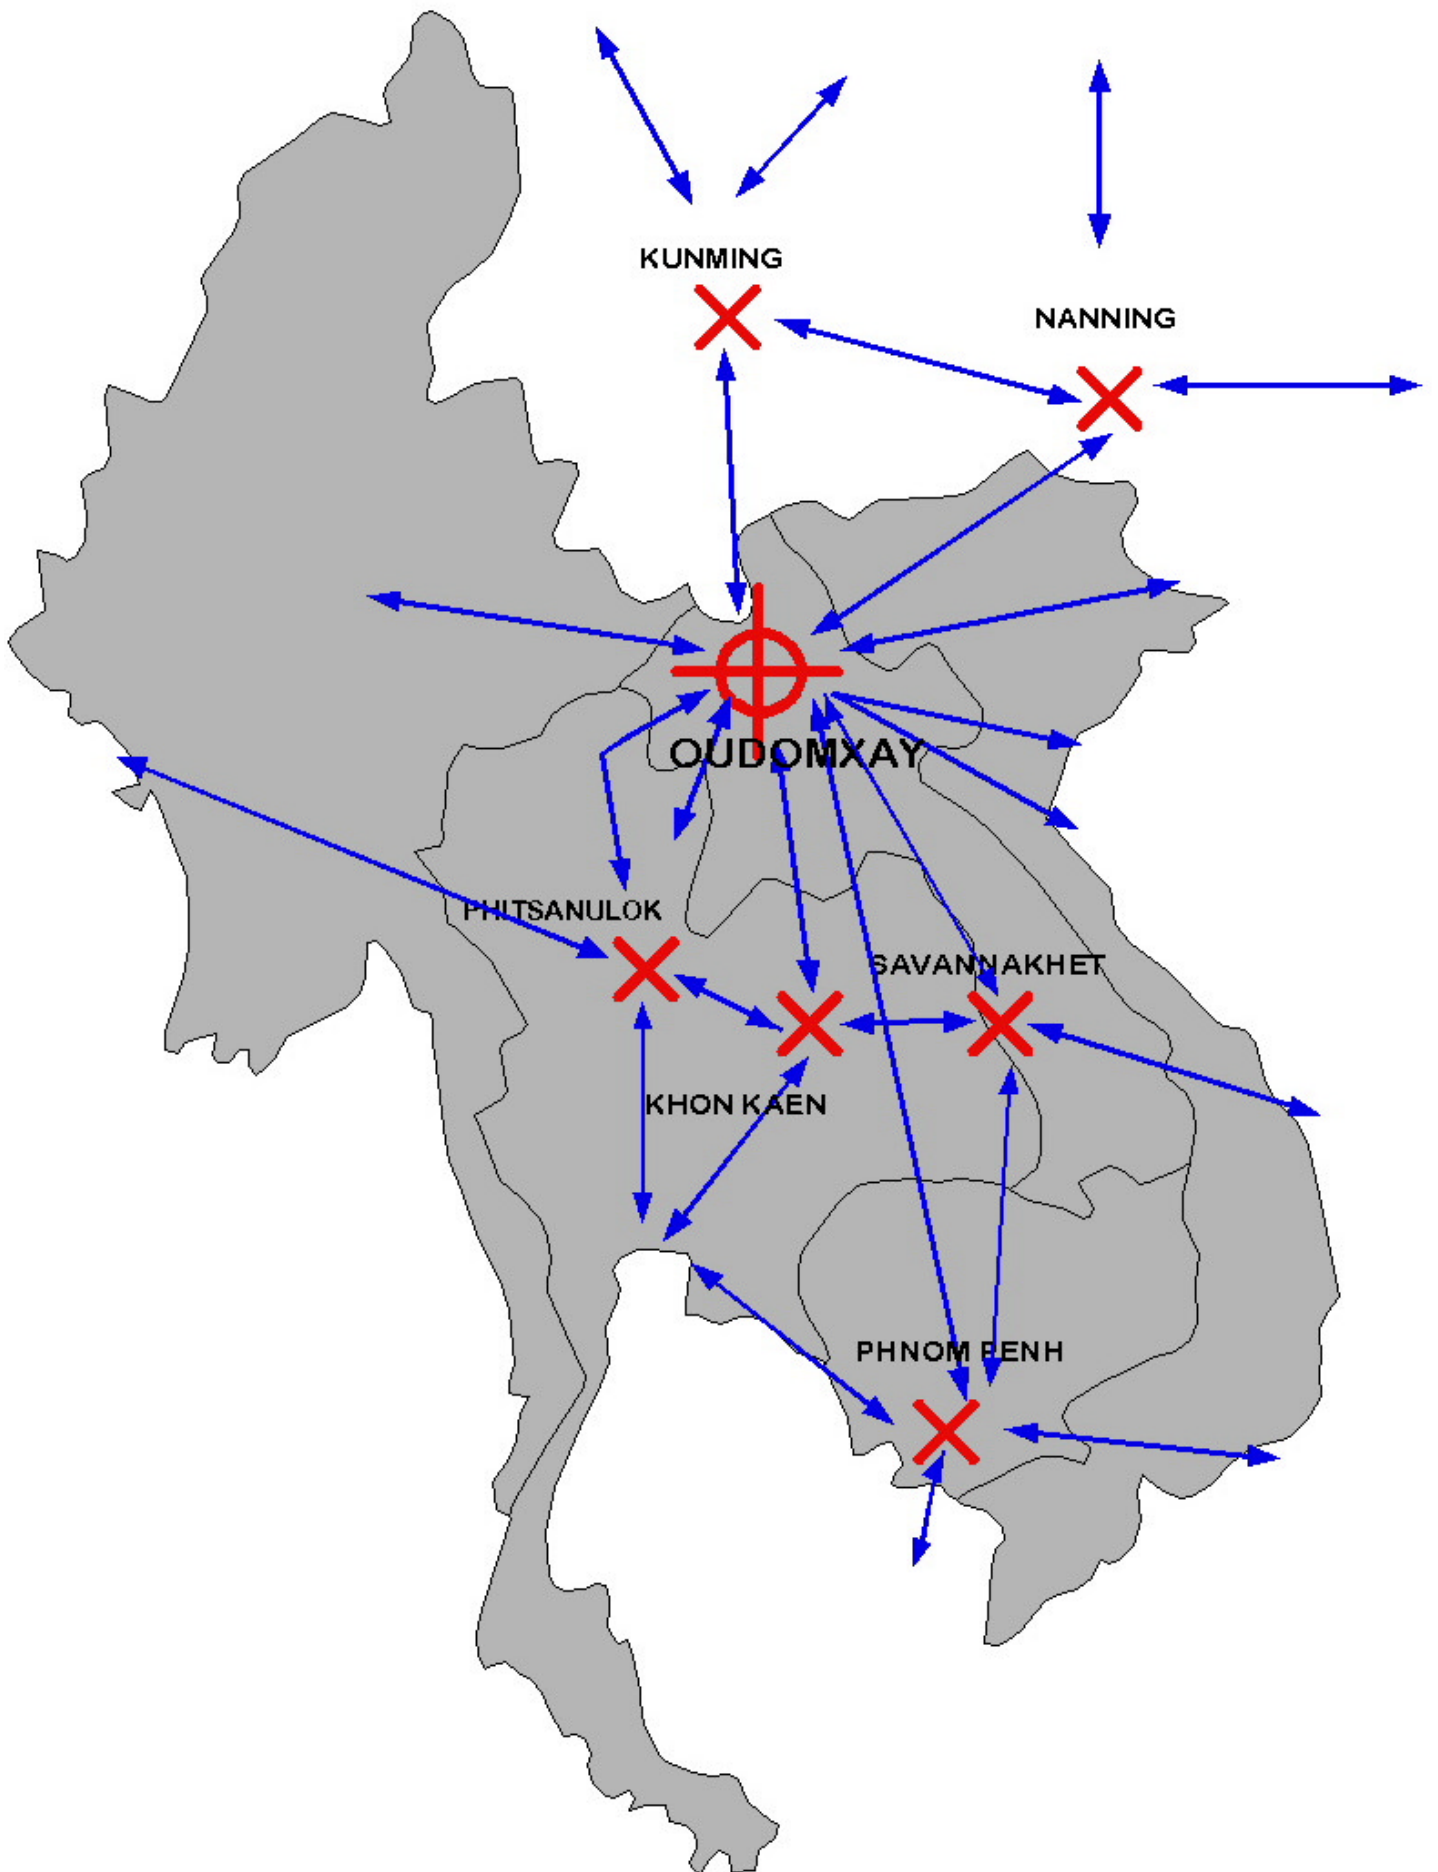 KUNMING
NANNING
OUDOMXAY
PHITSANULOK
SAVANNAKHET
KHON KAEN
PHNOM PENH